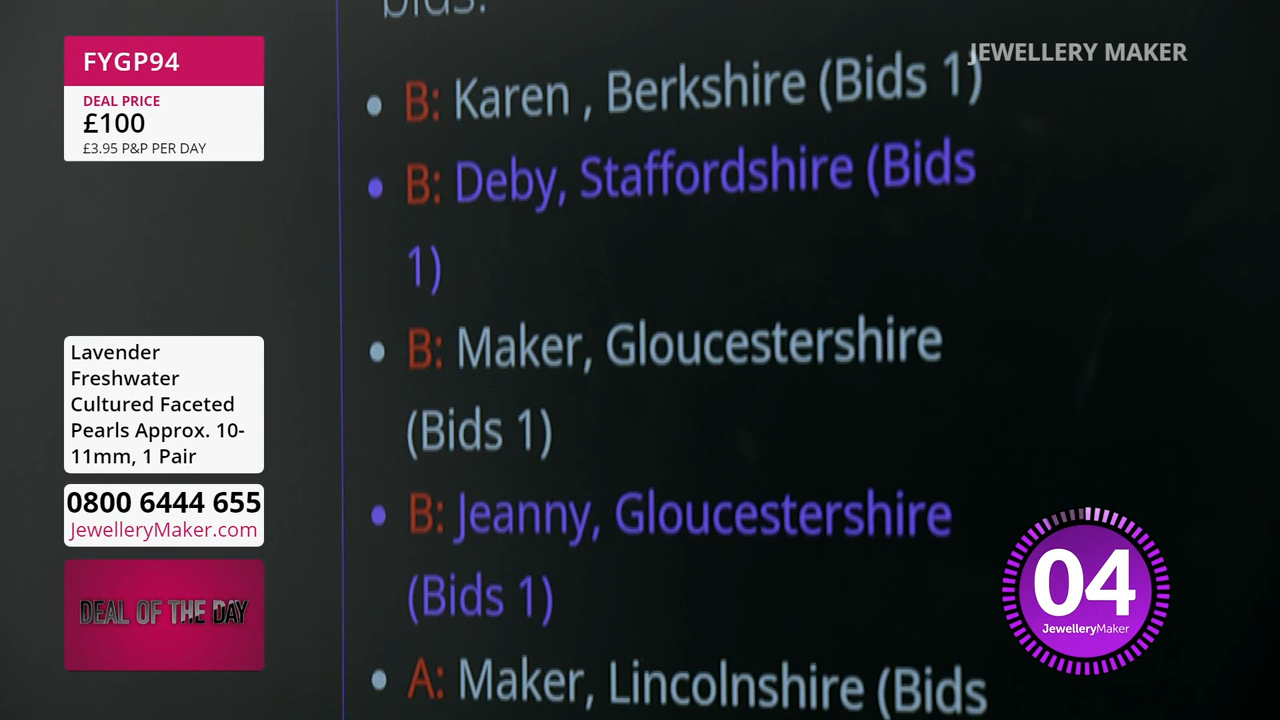 FYGP94
DEAL PRICE
£100
£3.95 P&P PER DAY
Lavender
Freshwater
Cultured Faceted
Pearls Approx. 10-
11mm, 1 Pair
0800 6444 655
JewelleryMaker.com
DEAL OF THE DAY
bids:
• B: Karen , Berkshire (Bids 1)
• B: Deby, Staffordshire (Bids
1)
• B: Maker, Gloucestershire
(Bids 1)
• B: Jeanny, Gloucestershire
(Bids 1)
• A: Maker, Lincolnshire (Bids
JEWELLERY MAKER
04
JewelleryMaker